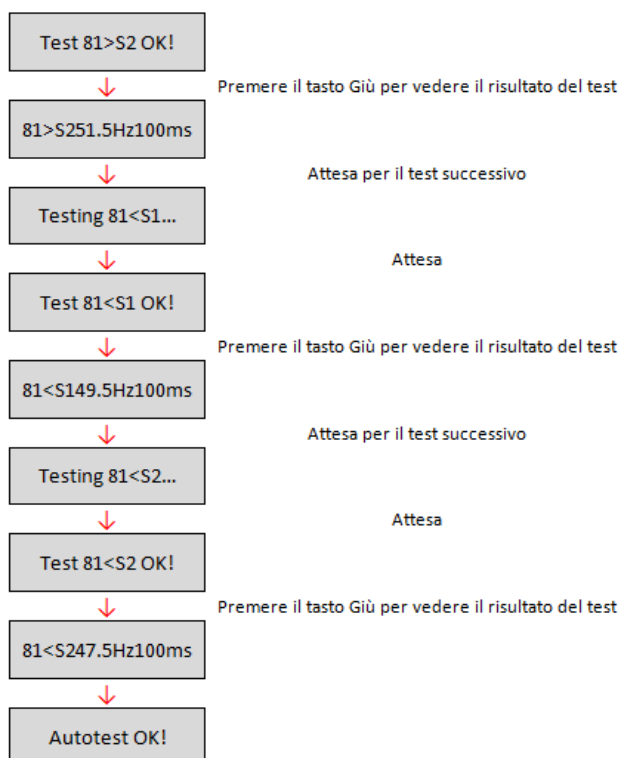 Test 81>S2 OK!
Premere il tasto Giù per vedere il risultato del test
81>S251.5Hz100ms
Attesa per il test successivo
Testing 81<S1...
Attesa
Test 81<S1 OK!
Premere il tasto Giù per vedere il risultato del test
81<S149.5Hz100ms
Attesa per il test successivo
Testing 81<S2...
Attesa
Test 81<S2 OK!
Premere il tasto Giù per vedere il risultato del test
81<S247.5Hz100ms
Autotest OK!